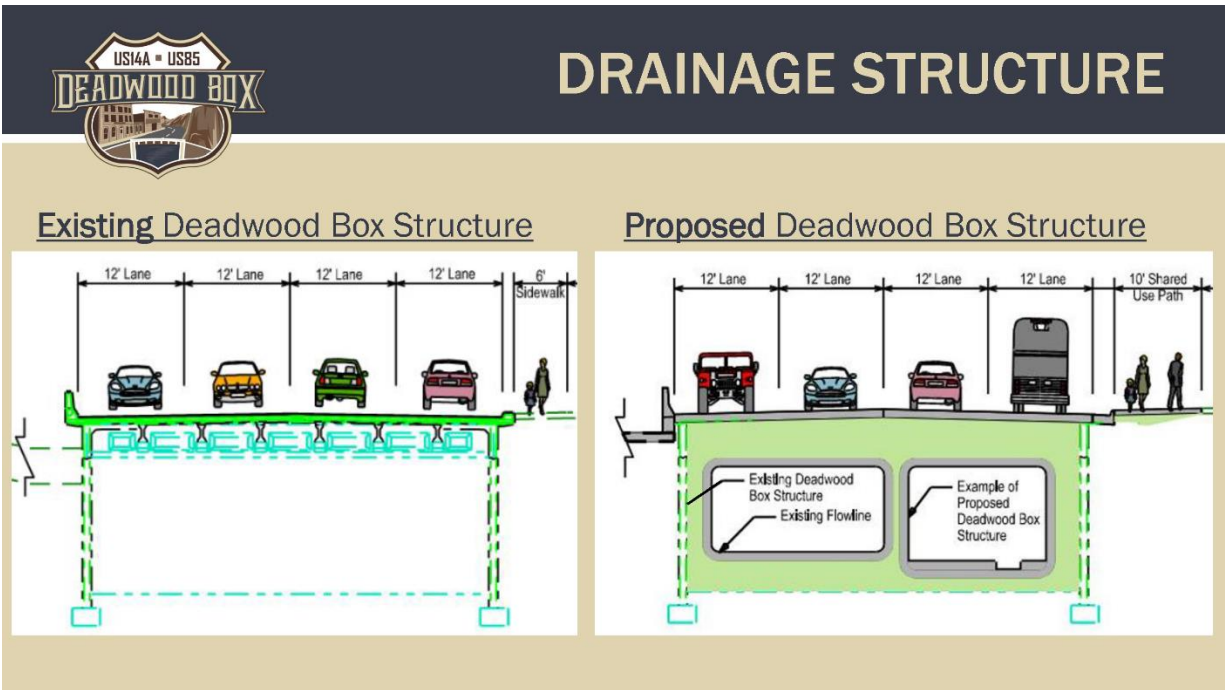 US14A - US85
DEADWOOD BOX
DRAINAGE STRUCTURE
Existing Deadwood Box Structure
12' Lane
12' Lane
12' Lane
12' Lane
6'
Sidewalk
Proposed Deadwood Box Structure
12' Lane
12' Lane
12' Lane
12' Lane
10' Shared
Use Path
Existing Deadwood
Box Structure
Existing Flowline
Example of
Proposed
Deadwood Box
Structure